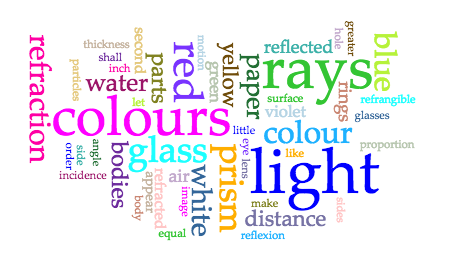 refraction
thickness
particles
shall
inch
second
water
let
parts
red
motion
green
yellow
paper
reflected
hole
greater
rays
blue
surface
refrangible
rings
glasses
violet
colours
little
colour
proportion
order
side
angle
incidence
bodies
glass
appear
body
refracted
air
image
equal
white
prism
eye
lens
like
light
make
distance
reflexion
sides